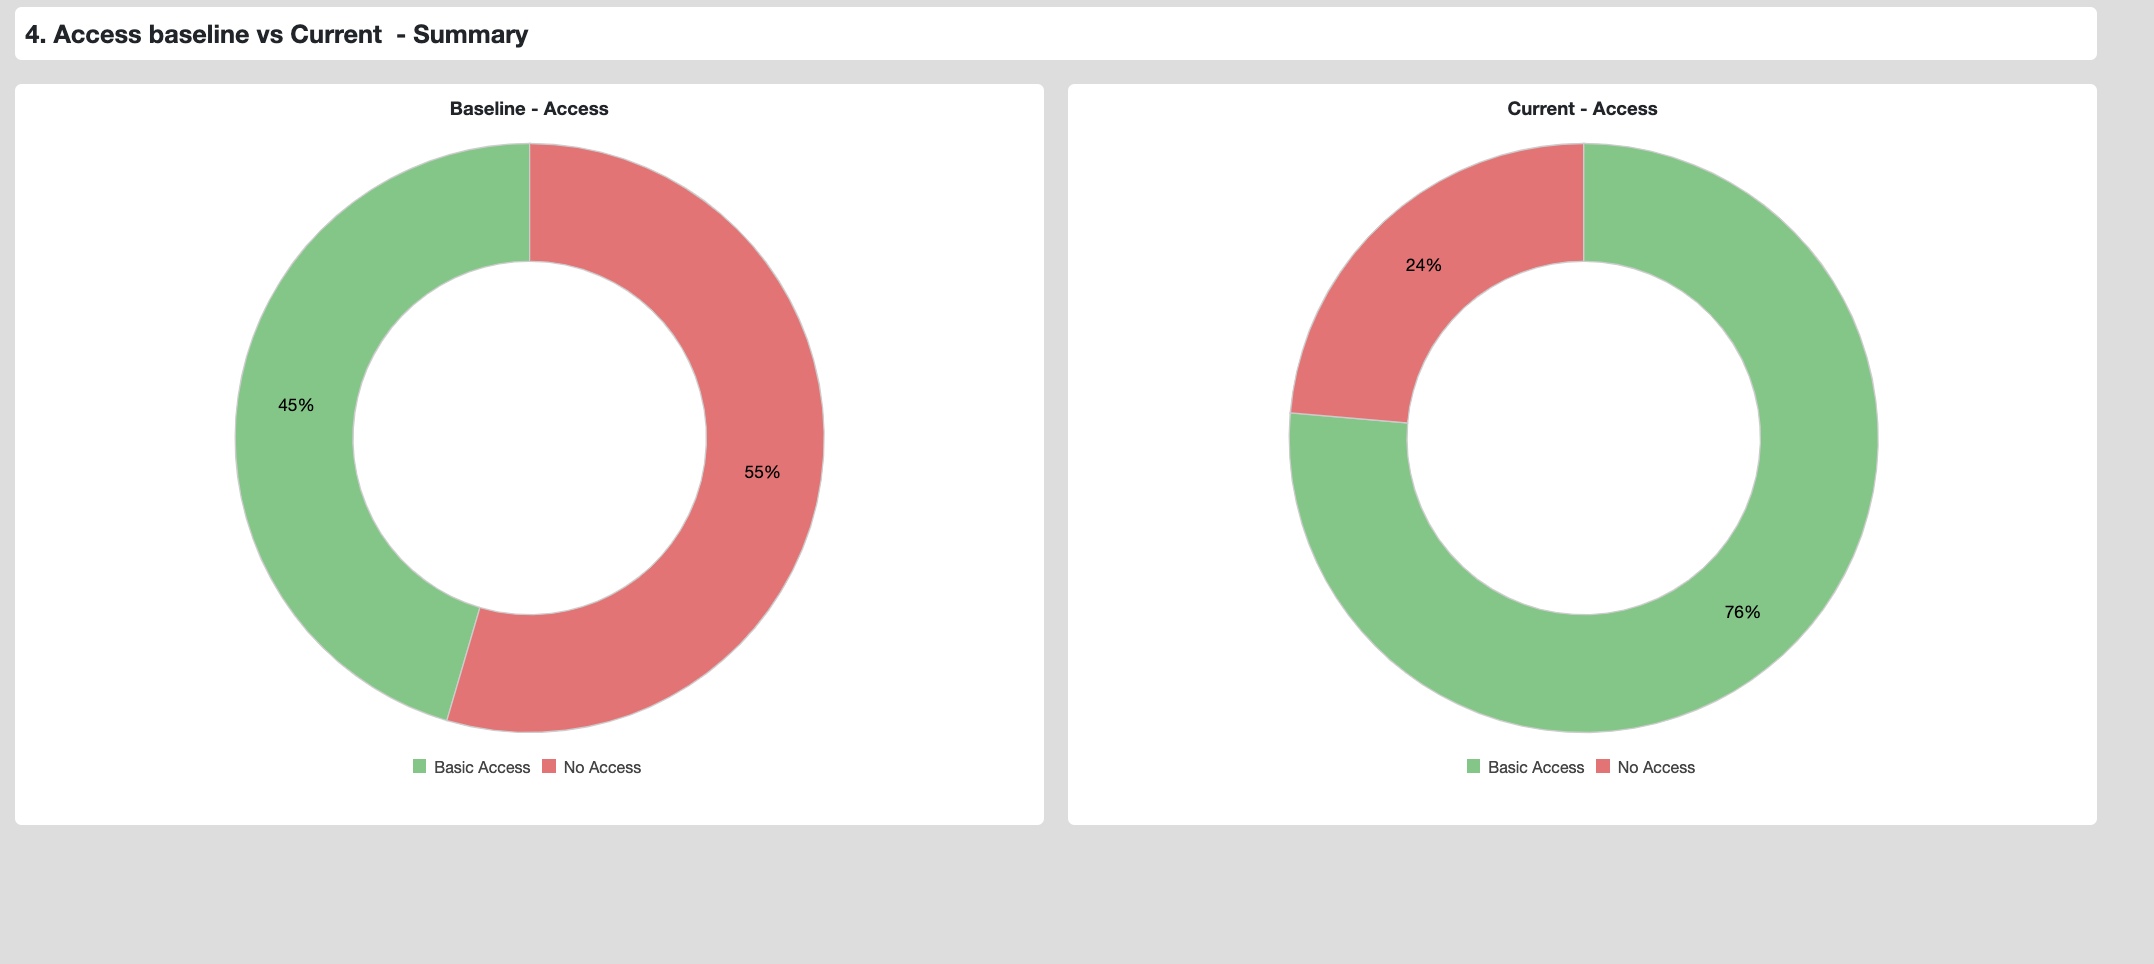 4. Access baseline vs Current  - Summary
Baseline - Access
45%
55%
Basic Access
No Access
Current - Access
24%
76%
Basic Access
No Access